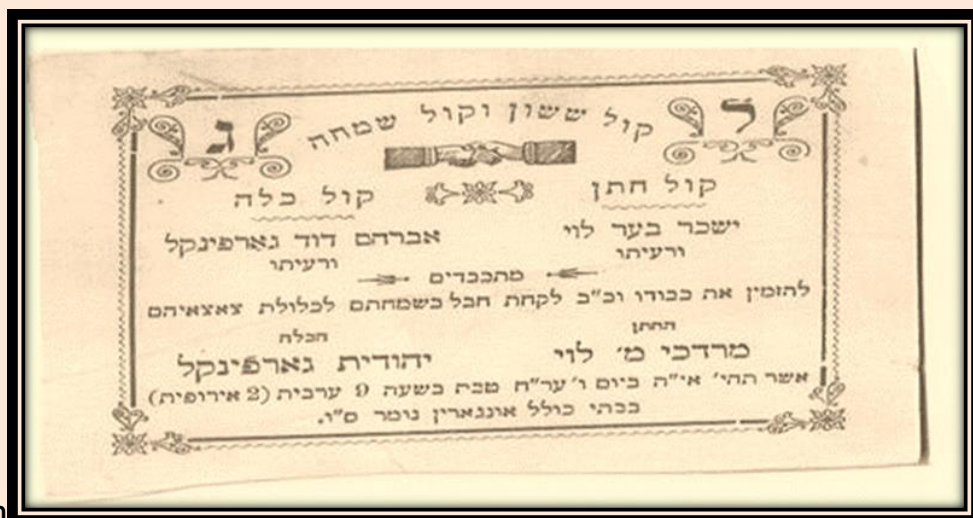 ל קול ששון וקול שמחה ג
קול חתן קול כלה
ישכר בער לוי אברהם דוד גארפינקל
ורעיתו ורעיתו
מתכבדים
להזמין את כבודו וב״ב לקחת חבל בשמחתם לכלולת צאצאיהם
החתן הכלה
מרדכי מ׳ לוי יהודית גארפינקל
אשר תהי׳ אי״ה ביום ו׳ ער״ח טבת בשעה 9 ערבית (2 אירופית)
בבתי כולל אונגארין נומר ס״ו.